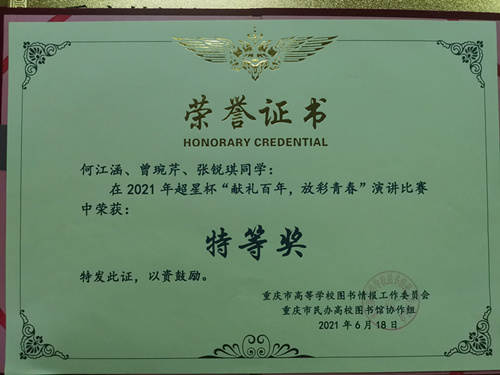 荣誉证书
HONORARY CREDENTIAL
何江涵、曾琬芹、张锐琪同学：
在2021年超星杯“献礼百年，放彩青春”演讲比赛
中荣获：
特等奖
特发此证，以资鼓励。
重庆市高等学校图书情报工作委员会
重庆市民办高校图书馆协作组
2021年6月18日